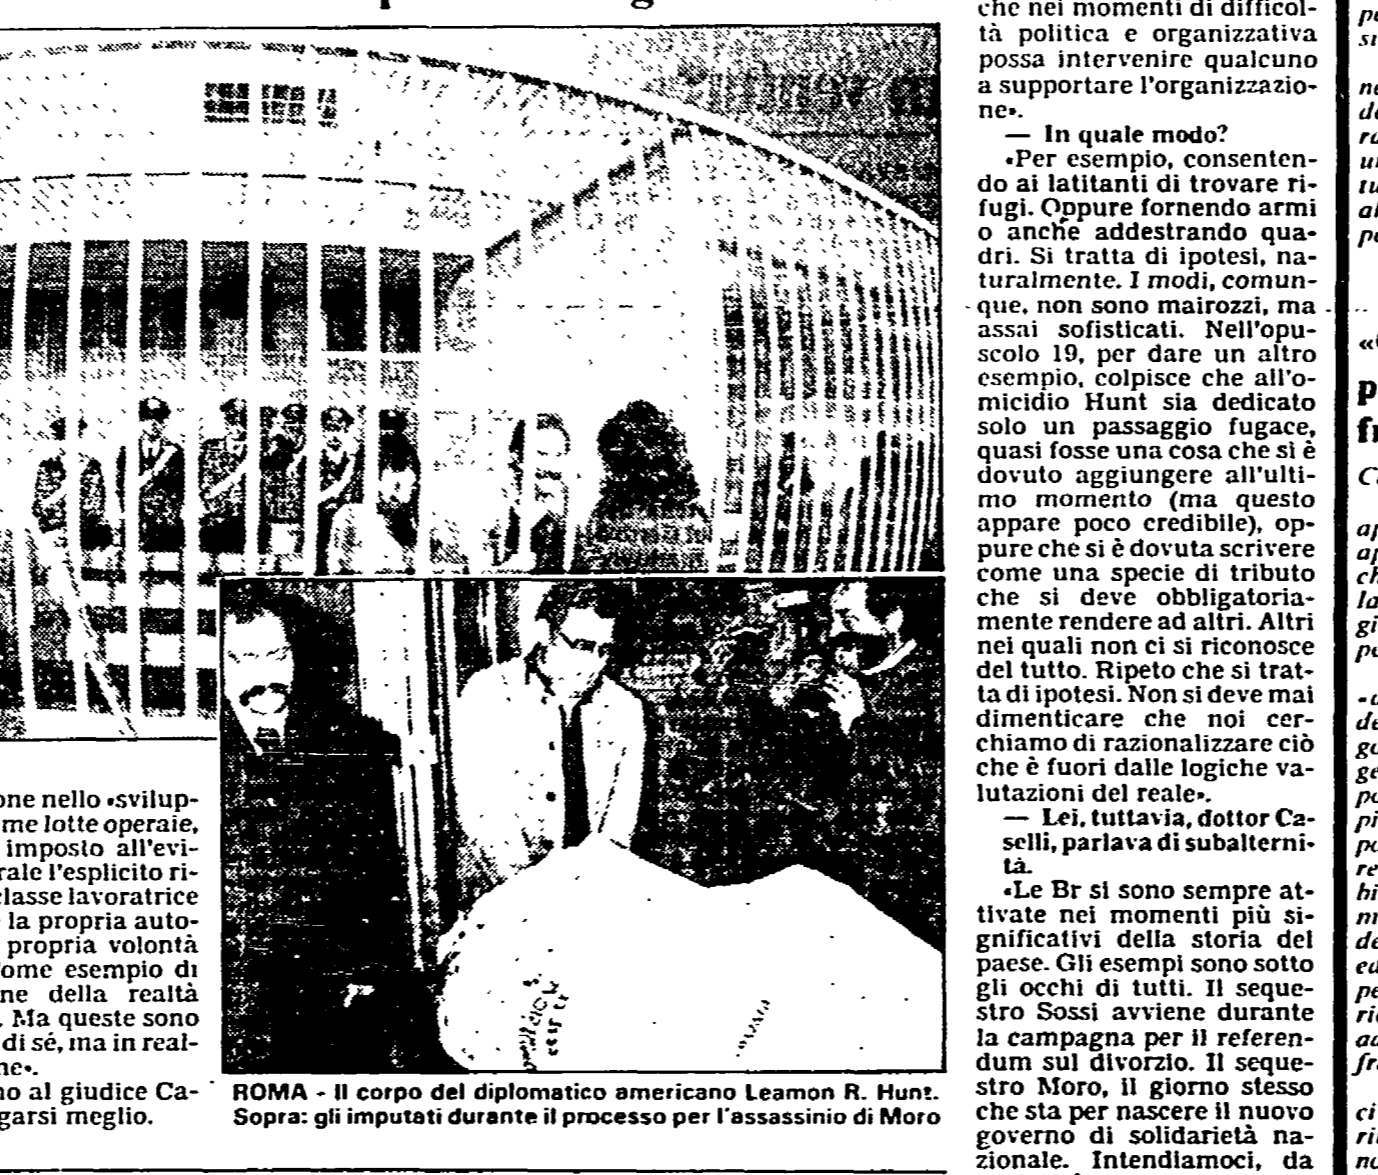 one nello «svilup-
me lotte operaie,
imposto all'evi-
rale l'esplicito ri-
classe lavoratrice
la propria auto-
propria volontà
ome esempio di
ne della realtà
. Ma queste sono
di sé, ma in real-
ne».
no al giudice Ca-
garsi meglio.
ROMA - Il corpo del diplomatico americano Leamon R. Hunt.
Sopra: gli imputati durante il processo per l'assassinio di Moro
che nei momenti di difficol-
tà politica e organizzativa
possa intervenire qualcuno
a supportare l'organizzazio-
ne».
— In quale modo?
«Per esempio, consenten-
do ai latitanti di trovare ri-
fugi. Oppure fornendo armi
o anche addestrando qua-
dri. Si tratta di ipotesi, na-
turalmente. I modi, comun-
que, non sono mairozzi, ma
assai sofisticati. Nell'opu-
scolo 19, per dare un altro
esempio, colpisce che all'o-
micidio Hunt sia dedicato
solo un passaggio fugace,
quasi fosse una cosa che si è
dovuto aggiungere all'ulti-
mo momento (ma questo
appare poco credibile), op-
pure che si è dovuta scrivere
come una specie di tributo
che si deve obbligatoria-
mente rendere ad altri. Altri
nei quali non ci si riconosce
del tutto. Ripeto che si trat-
ta di ipotesi. Non si deve mai
dimenticare che noi cer-
chiamo di razionalizzare ciò
che è fuori dalle logiche va-
lutazioni del reale».
— Lei, tuttavia, dottor Ca-
selli, parlava di subalterni-
tà.
«Le Br si sono sempre at-
tivate nei momenti più si-
gnificativi della storia del
paese. Gli esempi sono sotto
gli occhi di tutti. Il seque-
stro Sossi avviene durante
la campagna per il referen-
dum sul divorzio. Il seque-
stro Moro, il giorno stesso
che sta per nascere il nuovo
governo di solidarietà na-
zionale. Intendiamoci, da